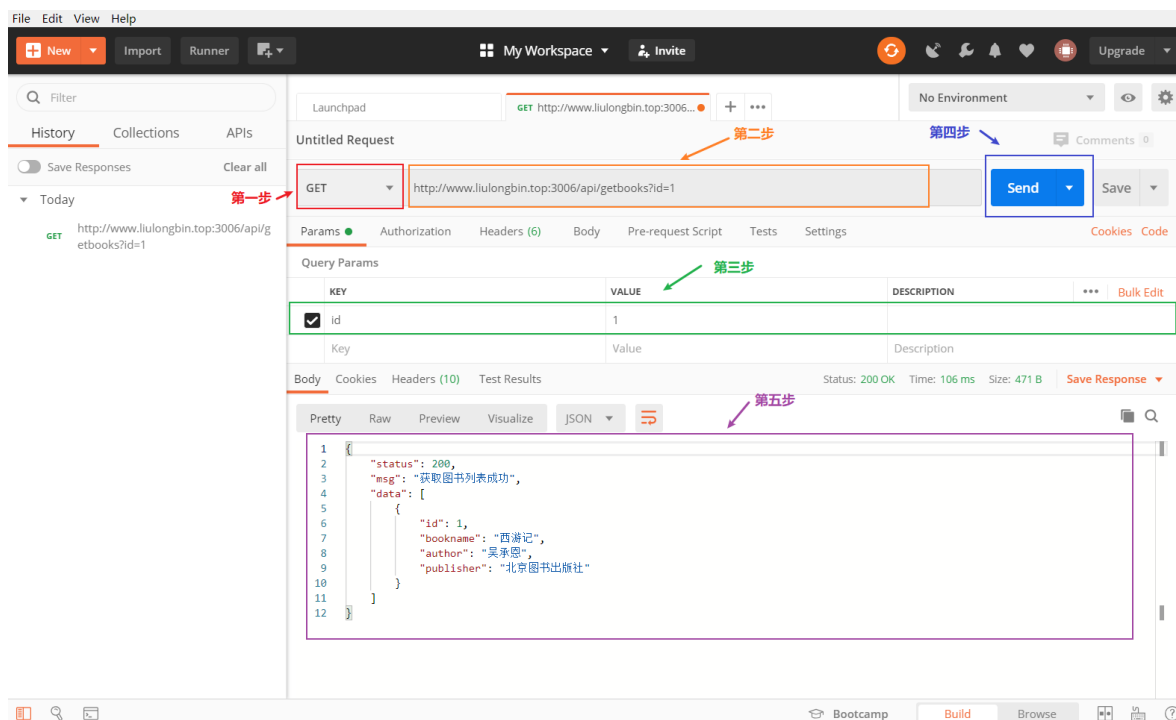 File Edit View Help
New Import Runner My Workspace Invite Upgrade
Filter
History Collections APIs
Save Responses Clear all
Today
GET http://www.liulongbin.top:3006/api/g
etbooks?id=1
Launchpad GET http://www.liulongbin.top:3006... + ••• No Environment
Untitled Request 第二步 第四步 Comments 0
第一步 GET http://www.liulongbin.top:3006/api/getbooks?id=1 Send Save
Params Authorization Headers (6) Body Pre-request Script Tests Settings Cookies Code
Query Params 第三步
KEY VALUE DESCRIPTION ••• Bulk Edit
id 1
Key Value Description
Body Cookies Headers (10) Test Results Status: 200 OK Time: 106 ms Size: 471 B Save Response
第五步
Pretty Raw Preview Visualize JSON
1 {
2 "status": 200,
3 "msg": "获取图书列表成功",
4 "data": [
5 {
6 "id": 1,
7 "bookname": "西游记",
8 "author": "吴承恩",
9 "publisher": "北京图书出版社"
10 }
11 ]
12 }
Bootcamp Build Browse